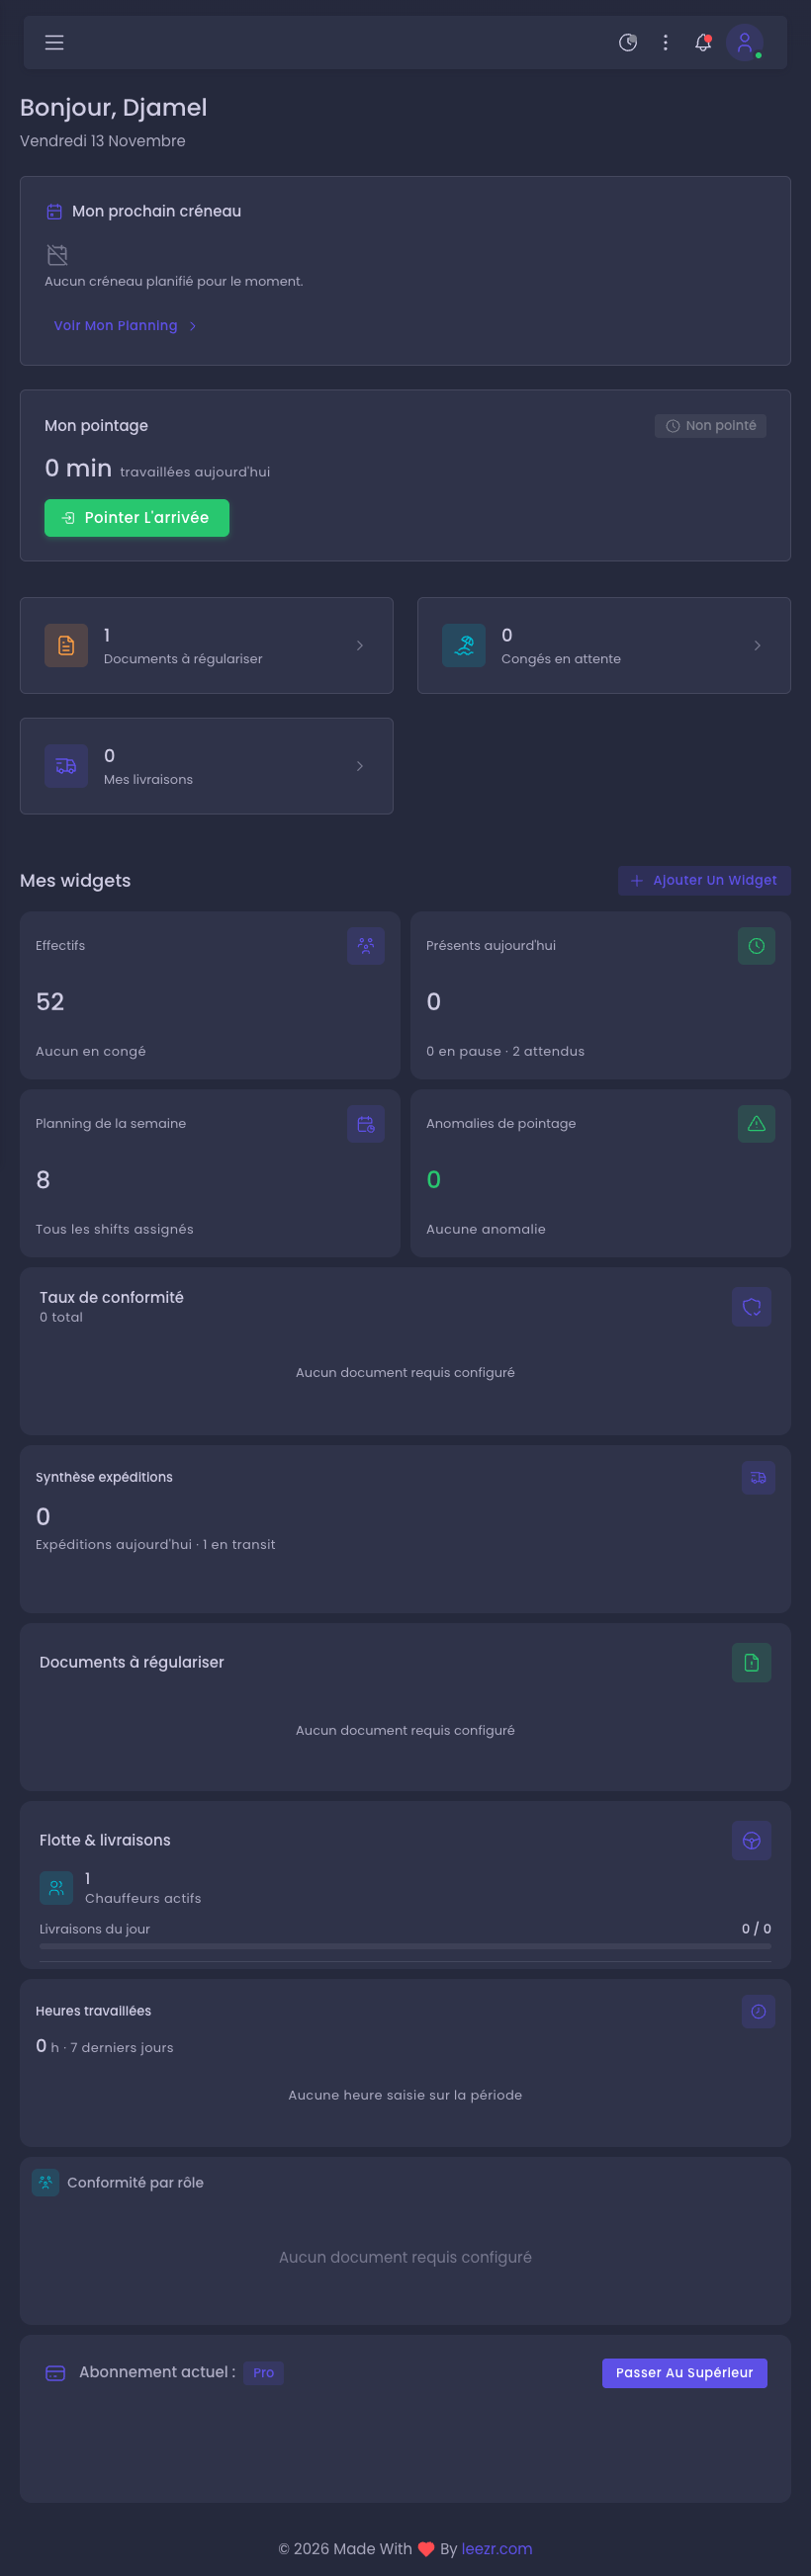 Bonjour, Djamel
Vendredi 13 Novembre
Mon prochain créneau
Aucun créneau planifié pour le moment.
Voir Mon Planning
Mon pointage
Non pointé
0 min travaillées aujourd'hui
Pointer L'arrivée
1
Documents à régulariser
0
Congés en attente
0
Mes livraisons
Mes widgets
Ajouter Un Widget
Effectifs
52
Aucun en congé
Présents aujourd'hui
0
0 en pause · 2 attendus
Planning de la semaine
8
Tous les shifts assignés
Anomalies de pointage
0
Aucune anomalie
Taux de conformité
0 total
Aucun document requis configuré
Synthèse expéditions
0
Expéditions aujourd'hui · 1 en transit
Documents à régulariser
Aucun document requis configuré
Flotte & livraisons
1
Chauffeurs actifs
Livraisons du jour
0 / 0
Heures travaillées
0 h · 7 derniers jours
Aucune heure saisie sur la période
Conformité par rôle
Aucun document requis configuré
Abonnement actuel : Pro
Passer Au Supérieur
© 2026 Made With By leezr.com